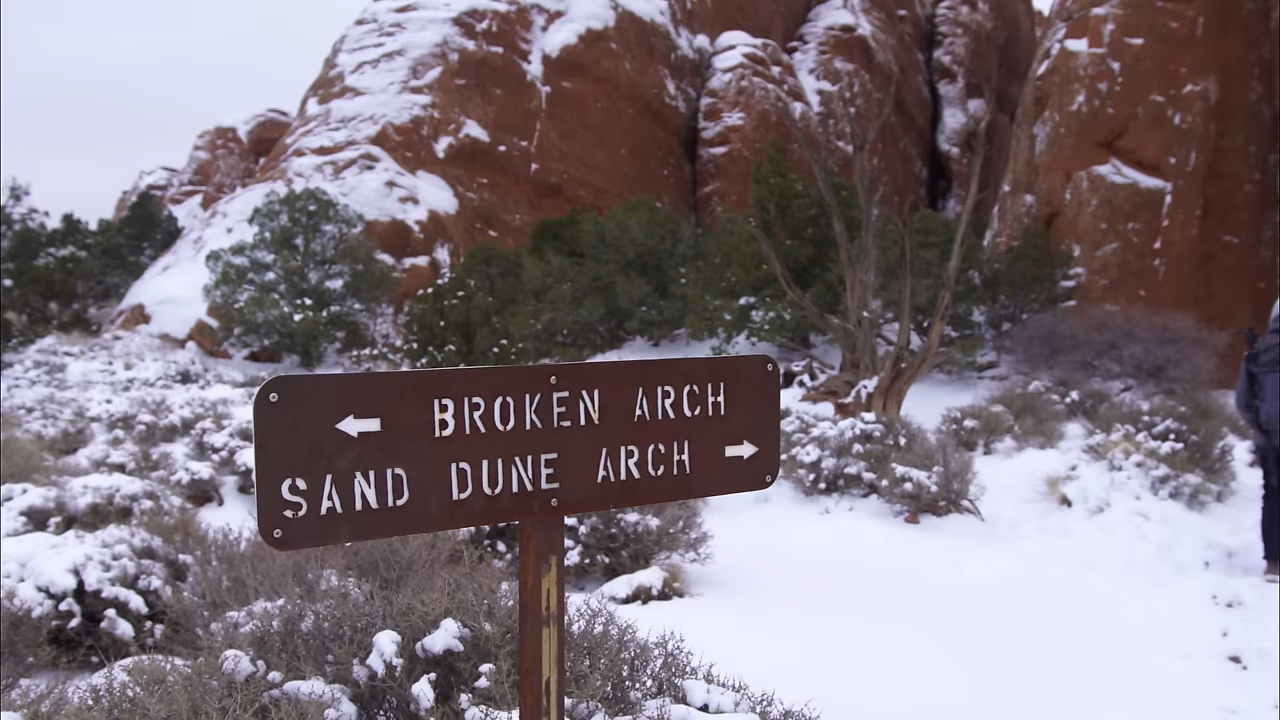 ← BROKEN ARCH
SAND DUNE ARCH →